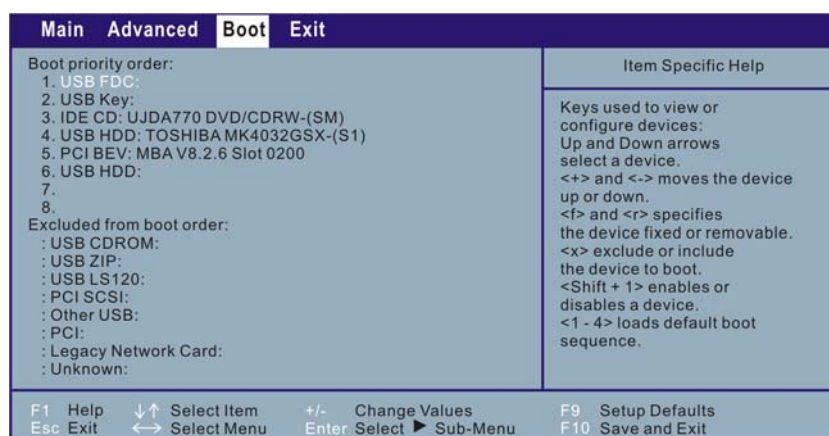 Main Advanced Boot Exit
Boot priority order:
1. USB FDC:
2. USB Key:
3. IDE CD: UJDA770 DVD/CDRW-(SM)
4. USB HDD: TOSHIBA MK4032GSX-(S1)
5. PCI BEV: MBA V8.2.6 Slot 0200
6. USB HDD:
7.
8.
Excluded from boot order:
: USB CDROM:
: USB ZIP:
: USB LS120:
: PCI SCSI:
: Other USB:
: PCI:
: Legacy Network Card:
: Unknown:
Item Specific Help
Keys used to view or
configure devices:
Up and Down arrows
select a device.
<+> and <-> moves the device
up or down.
<f> and <r> specifies
the device fixed or removable.
<x> exclude or include
the device to boot.
<Shift + 1> enables or
disables a device.
<1 - 4> loads default boot
sequence.
F1 Help ↓↑ Select Item +/- Change Values F9 Setup Defaults
Esc Exit ↔ Select Menu Enter Select ▶ Sub-Menu F10 Save and Exit